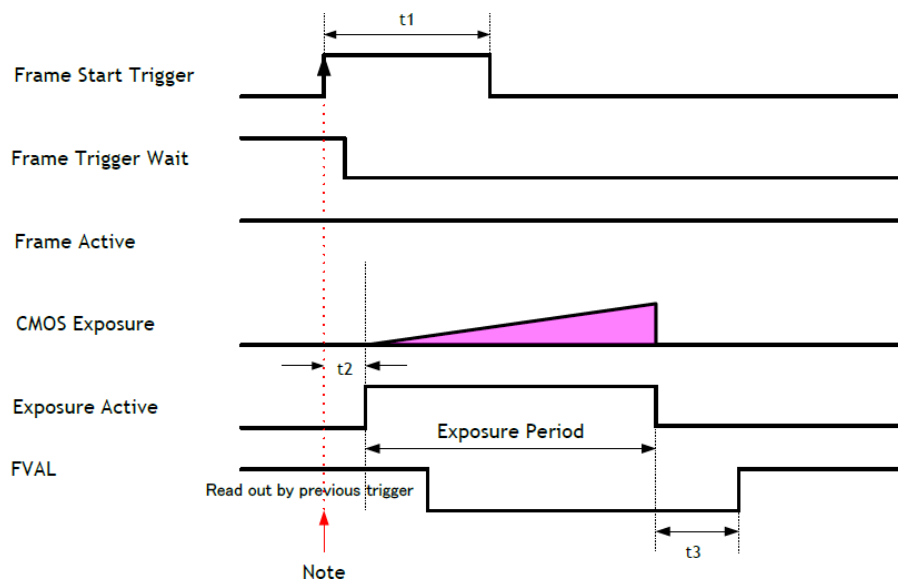 t1
Frame Start Trigger
Frame Trigger Wait
Frame Active
CMOS Exposure
t2
Exposure Active
Exposure Period
FVAL
Read out by previous trigger
t3
Note